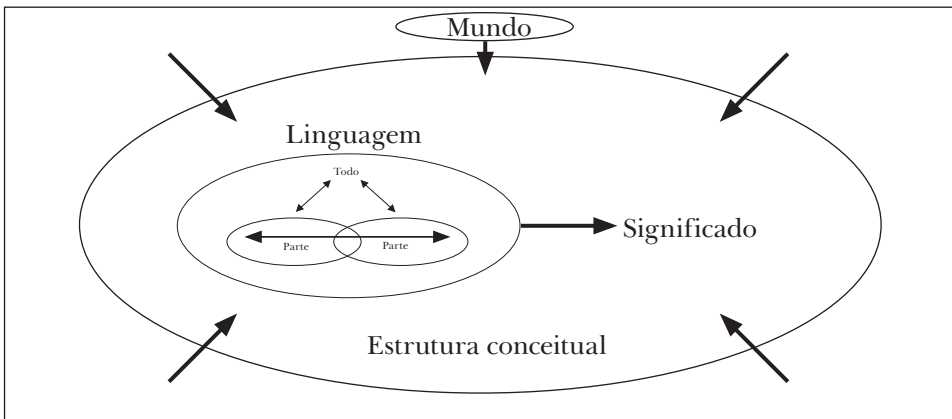 Mundo
Linguagem
Todo
Parte Parte
Significado
Estrutura conceitual